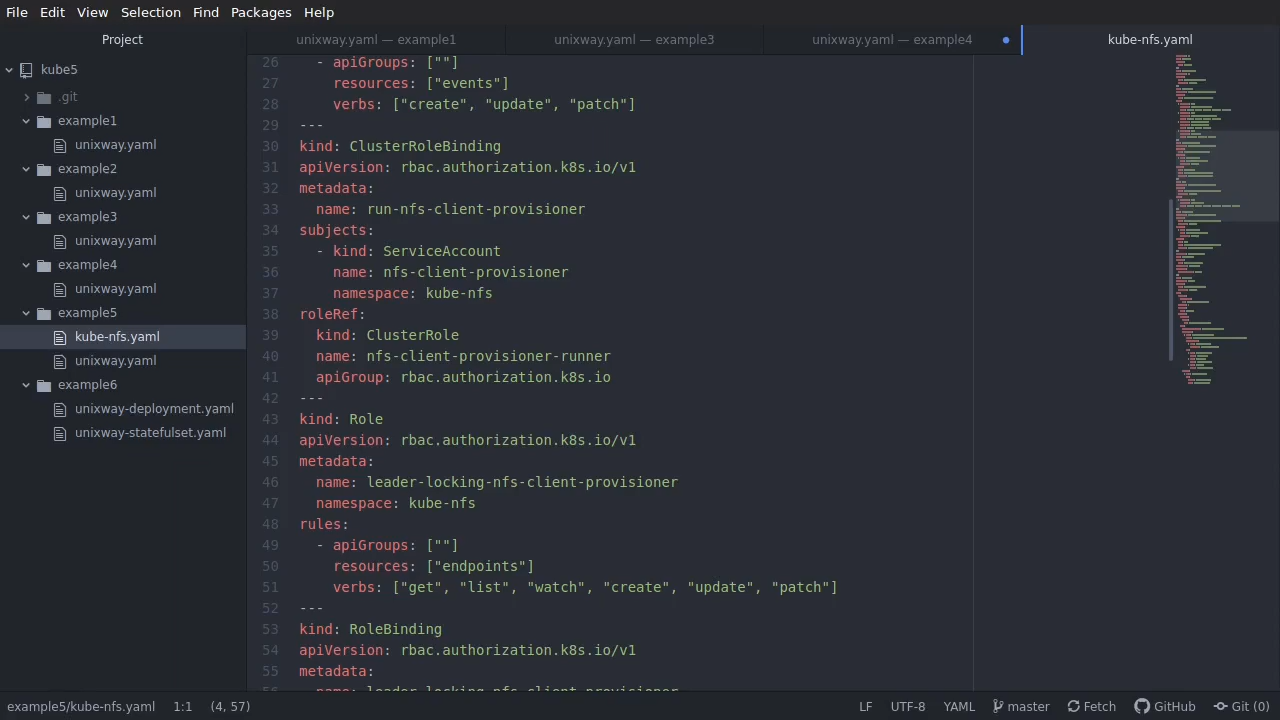 File Edit View Selection Find Packages Help
Project
kube5
.git
example1
unixway.yaml
example2
unixway.yaml
example3
unixway.yaml
example4
unixway.yaml
example5
kube-nfs.yaml
unixway.yaml
example6
unixway-deployment.yaml
unixway-statefulset.yaml
unixway.yaml — example1 unixway.yaml — example3 unixway.yaml — example4 kube-nfs.yaml
26 - apiGroups: [""]
27 resources: ["events"]
28 verbs: ["create", "update", "patch"]
29 ---
30 kind: ClusterRoleBinding
31 apiVersion: rbac.authorization.k8s.io/v1
32 metadata:
33 name: run-nfs-client-provisioner
34 subjects:
35 kind: ServiceAccount
36 name: nfs-client-provisioner
37 namespace: kube-nfs
38 roleRef:
39 kind: ClusterRole
40 name: nfs-client-provisioner-runner
41 apiGroup: rbac.authorization.k8s.io
42 ---
43 kind: Role
44 apiVersion: rbac.authorization.k8s.io/v1
45 metadata:
46 name: leader-locking-nfs-client-provisioner
47 namespace: kube-nfs
48 rules:
49 - apiGroups: [""]
50 resources: ["endpoints"]
51 verbs: ["get", "list", "watch", "create", "update", "patch"]
52 ---
53 kind: RoleBinding
54 apiVersion: rbac.authorization.k8s.io/v1
55 metadata:
56 name: leader-locking-nfs-client-provisioner
example5/kube-nfs.yaml 1:1 (4, 57) LF UTF-8 YAML master Fetch GitHub Git (0)